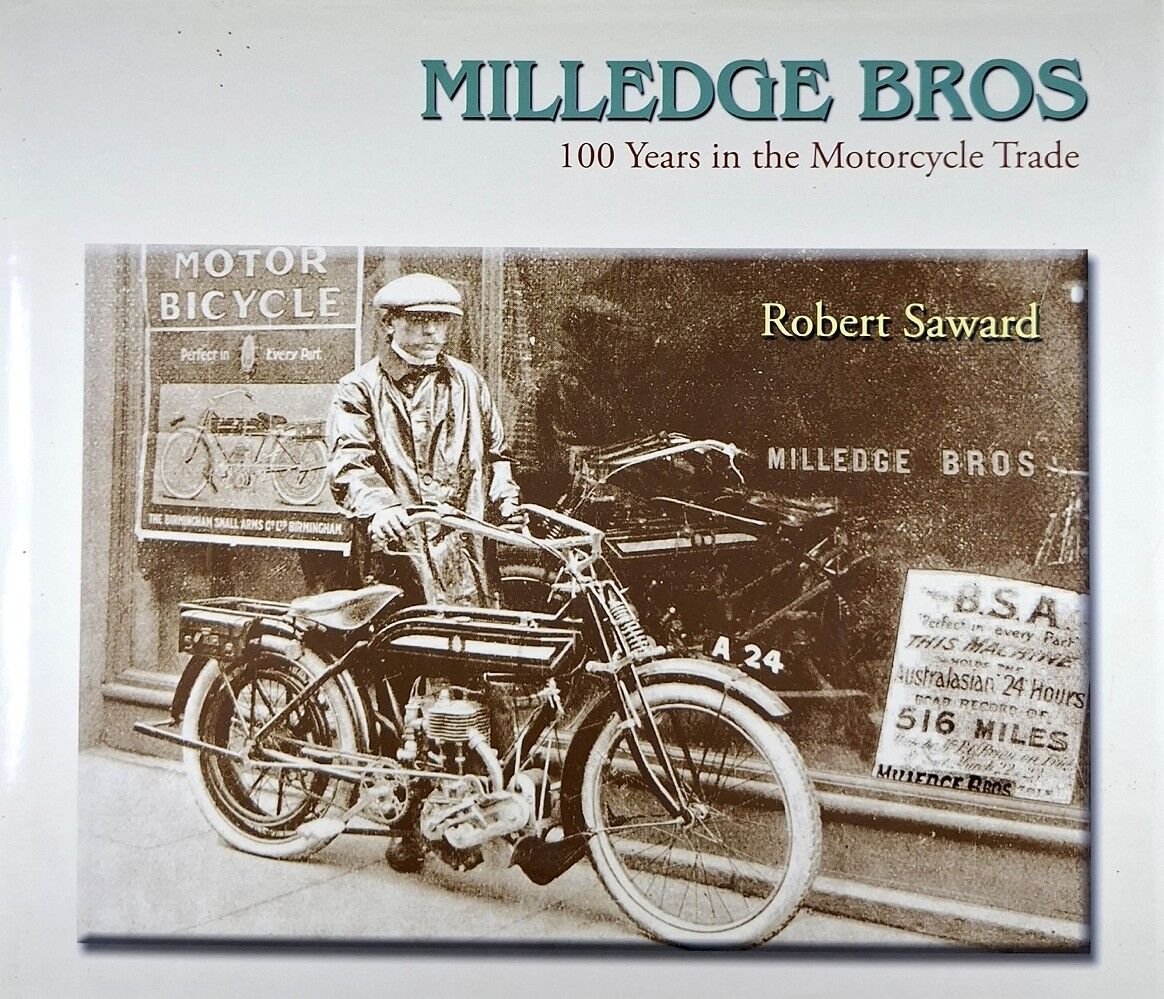 MILLEDGE BROS
100 Years in the Motorcycle Trade
Robert Saward
MOTOR
BICYCLE
Perfect in Every Part
THE BIRMINGHAM SMALL ARMS Co LTD BIRMINGHAM.
MILLEDGE BROS
A 24
B.S.A.
Perfect in every Part
THIS MACHINE
HOLDS THE
Australasian 24 Hours
ROAD RECORD OF
516 MILES
MILLEDGE BROS